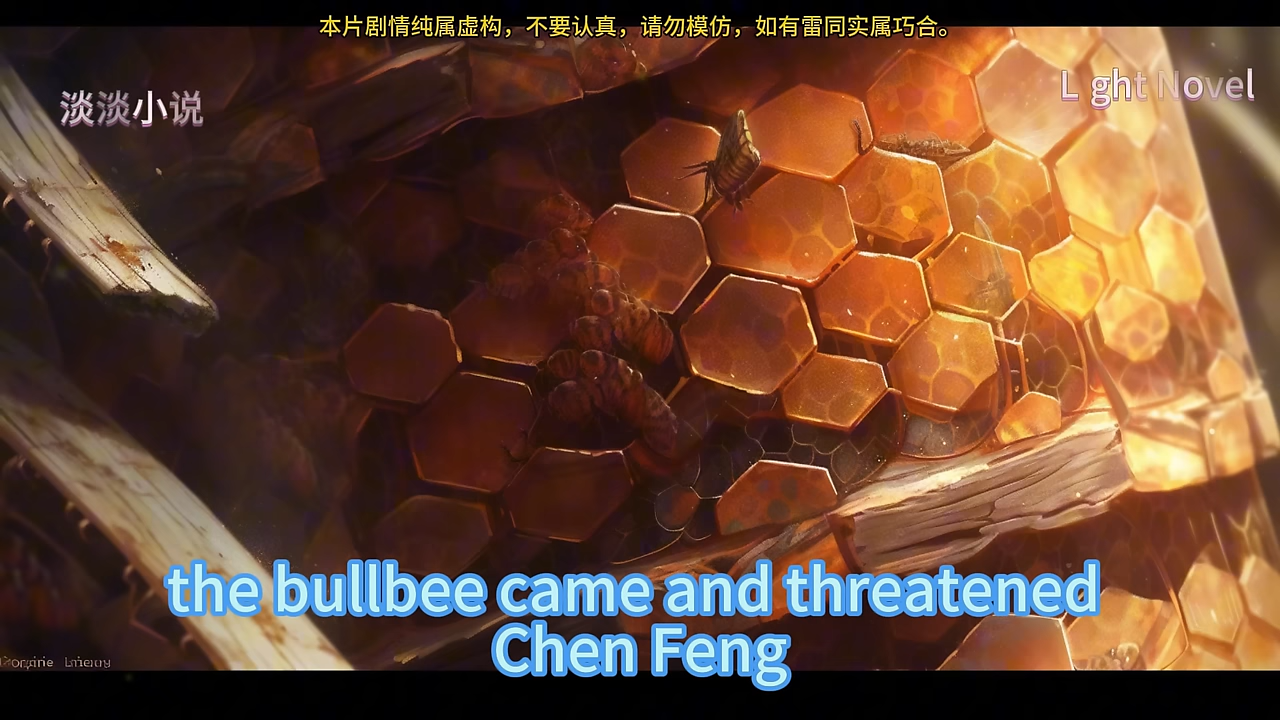 本片剧情纯属虚构，不要认真，请勿模仿，如有雷同实属巧合。
淡淡小说
L ght Novel
the bullbee came and threatened
Chen Feng